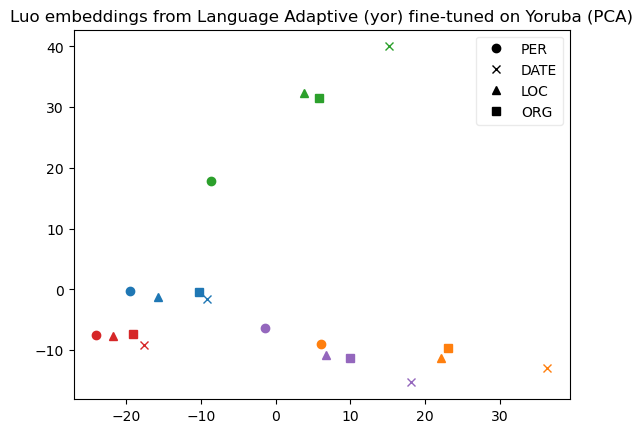 Luo embeddings from Language Adaptive (yor) fine-tuned on Yoruba (PCA)
PER
DATE
LOC
ORG
40
30
20
10
0
−10
−20
−10
0
10
20
30